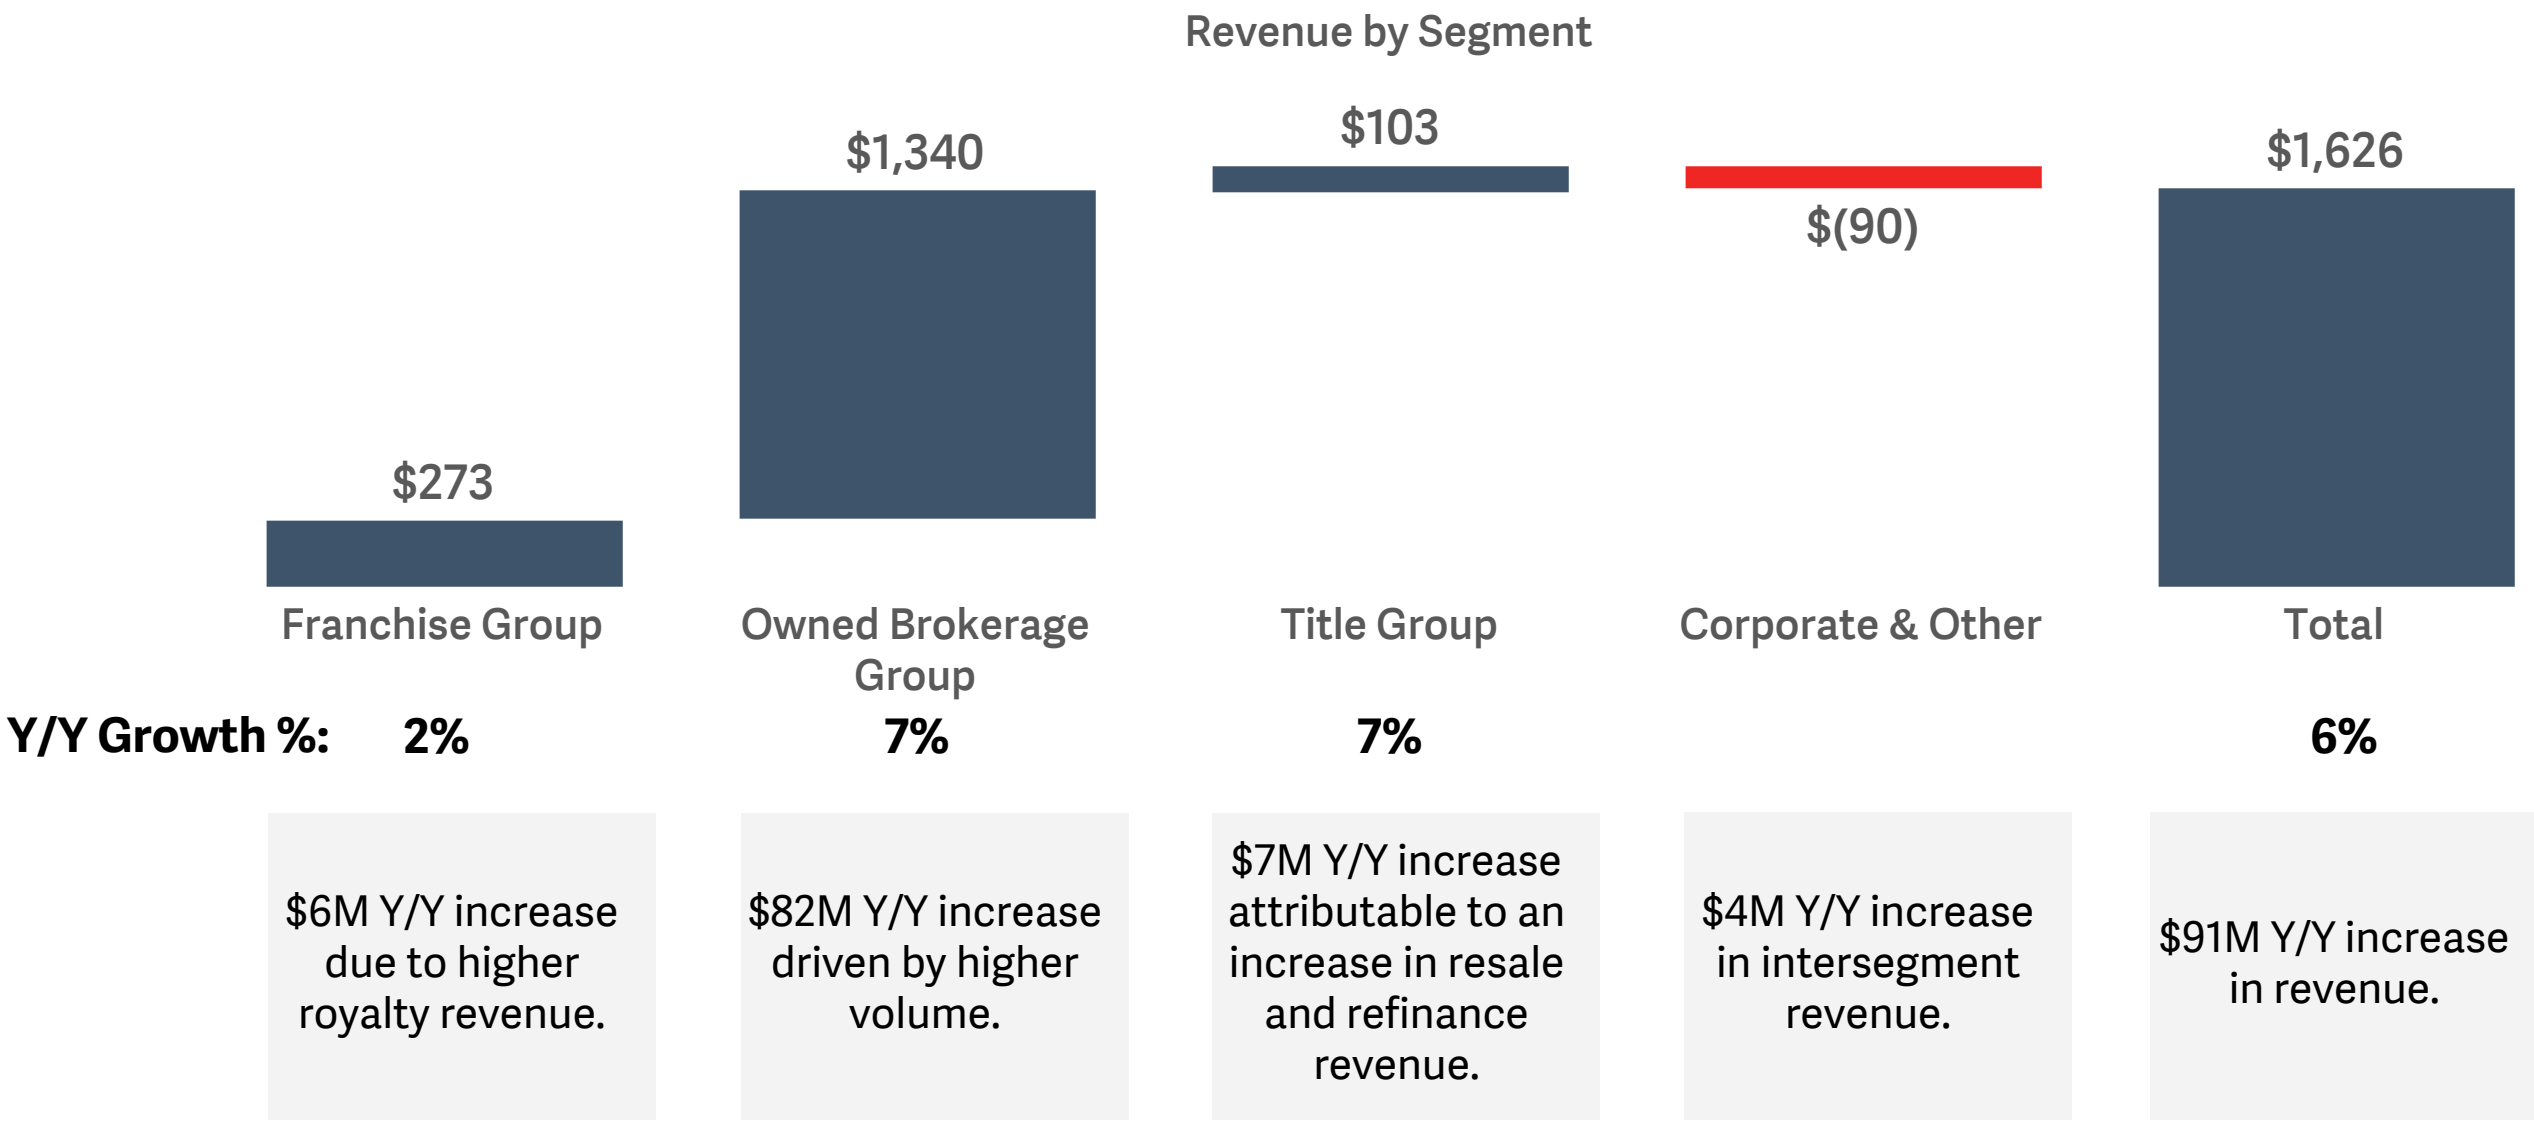 Revenue by Segment
$273
$1,340
$103
$(90)
$1,626
Franchise Group
Owned Brokerage
Group
Title Group
Corporate & Other
Total
Y/Y Growth %:
2%
7%
7%
6%
$6M Y/Y increase
due to higher
royalty revenue.
$82M Y/Y increase
driven by higher
volume.
$7M Y/Y increase
attributable to an
increase in resale
and refinance
revenue.
$4M Y/Y increase
in intersegment
revenue.
$91M Y/Y increase
in revenue.